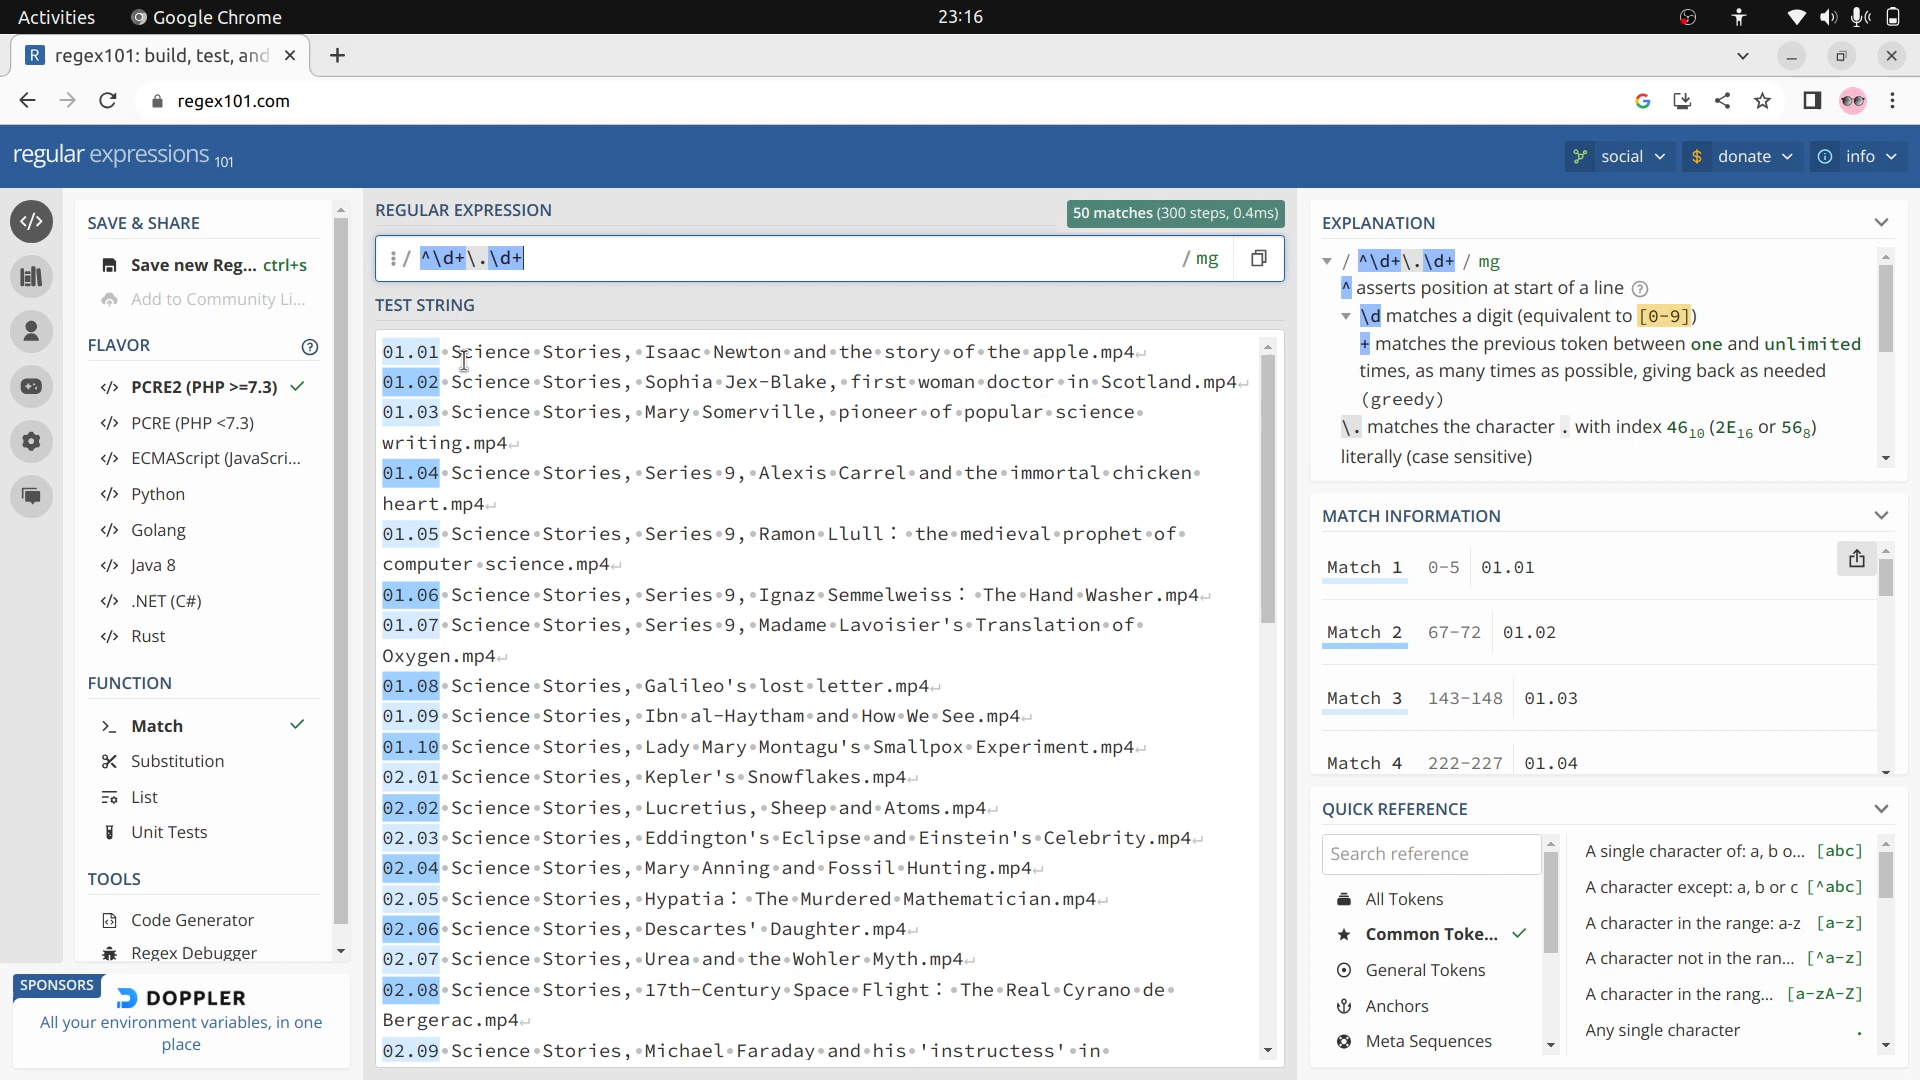 Activities
Google Chrome
23:16
regex101: build, test, and
regex101.com
regular expressions 101
social
$ donate
info
SAVE & SHARE
Save new Reg... ctrl+s
Add to Community Li...
FLAVOR
</> PCRE2 (PHP >=7.3)
</> PCRE (PHP <7.3)
</> ECMAScript (JavaScri...
</> Python
</> Golang
</> Java 8
</> .NET (C#)
</> Rust
FUNCTION
>_ Match
Substitution
List
Unit Tests
TOOLS
Code Generator
Regex Debugger
SPONSORS
DOPPLER
All your environment variables, in one
place
REGULAR EXPRESSION
50 matches (300 steps, 0.4ms)
/ ^\d+\.\d+ / mg
TEST STRING
01.01 Science Stories, Isaac Newton and the story of the apple.mp4
01.02 Science Stories, Sophia Jex-Blake, first woman doctor in Scotland.mp4
01.03 Science Stories, Mary Somerville, pioneer of popular science
writing.mp4
01.04 Science Stories, Series 9, Alexis Carrel and the immortal chicken
heart.mp4
01.05 Science Stories, Series 9, Ramon Llull： the medieval prophet of
computer science.mp4
01.06 Science Stories, Series 9, Ignaz Semmelweiss： The Hand Washer.mp4
01.07 Science Stories, Series 9, Madame Lavoisier's Translation of
Oxygen.mp4
01.08 Science Stories, Galileo's lost letter.mp4
01.09 Science Stories, Ibn al-Haytham and How We See.mp4
01.10 Science Stories, Lady Mary Montagu's Smallpox Experiment.mp4
02.01 Science Stories, Kepler's Snowflakes.mp4
02.02 Science Stories, Lucretius, Sheep and Atoms.mp4
02.03 Science Stories, Eddington's Eclipse and Einstein's Celebrity.mp4
02.04 Science Stories, Mary Anning and Fossil Hunting.mp4
02.05 Science Stories, Hypatia： The Murdered Mathematician.mp4
02.06 Science Stories, Descartes' Daughter.mp4
02.07 Science Stories, Urea and the Wohler Myth.mp4
02.08 Science Stories, 17th-Century Space Flight： The Real Cyrano de
Bergerac.mp4
02.09 Science Stories, Michael Faraday and his 'instructess' in
EXPLANATION
/ ^\d+\.\d+ / mg
^ asserts position at start of a line
\d matches a digit (equivalent to [0-9])
+ matches the previous token between one and unlimited
times, as many times as possible, giving back as needed
(greedy)
\. matches the character . with index 46₁₀ (2E₁₆ or 56₈)
literally (case sensitive)
MATCH INFORMATION
Match 1 0-5 01.01
Match 2 67-72 01.02
Match 3 143-148 01.03
Match 4 222-227 01.04
QUICK REFERENCE
Search reference
All Tokens
Common Toke...
General Tokens
Anchors
Meta Sequences
A single character of: a, b o... [abc]
A character except: a, b or c [^abc]
A character in the range: a-z [a-z]
A character not in the ran... [^a-z]
A character in the rang... [a-zA-Z]
Any single character .